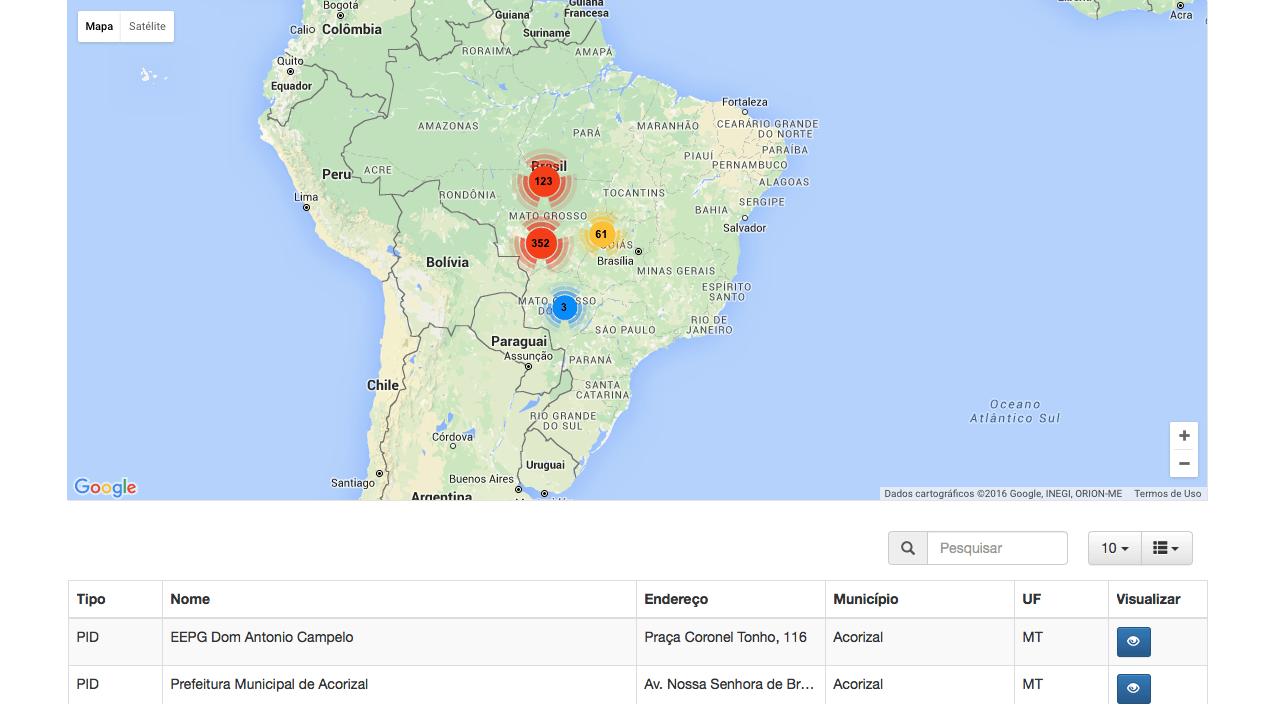 Mapa
Satélite
Bogotá
Calio
Colômbia
Guiana
Guiana
Francesa
Suriname
Acra
RORAIMA
AMAPÁ
Quito
Equador
Fortaleza
AMAZONAS
PARÁ
MARANHÃO
CEARÁ
RIO GRANDE
DO NORTE
PARAÍBA
PIAUÍ
PERNAMBUCO
Brasil
123
Peru
ACRE
ALAGOAS
Lima
RONDÔNIA
TOCANTINS
SERGIPE
MATO GROSSO
BAHIA
Salvador
61
352
GOIÁS
Brasília
Bolívia
MINAS GERAIS
ESPÍRITO
SANTO
MATO GROSSO
DO
3
SÃO PAULO
RIO DE
JANEIRO
Paraguai
Assunção
PARANÁ
Chile
SANTA
CATARINA
Oceano
Atlântico Sul
RIO GRANDE
DO SUL
Córdova
Uruguai
Santiago
Buenos Aires
Argentina
Google
Dados cartográficos ©2016 Google, INEGI, ORION-ME Termos de Uso
Pesquisar 10
Tipo Nome Endereço Município UF Visualizar
PID EEPG Dom Antonio Campelo Praça Coronel Tonho, 116 Acorizal MT
PID Prefeitura Municipal de Acorizal Av. Nossa Senhora de Br… Acorizal MT